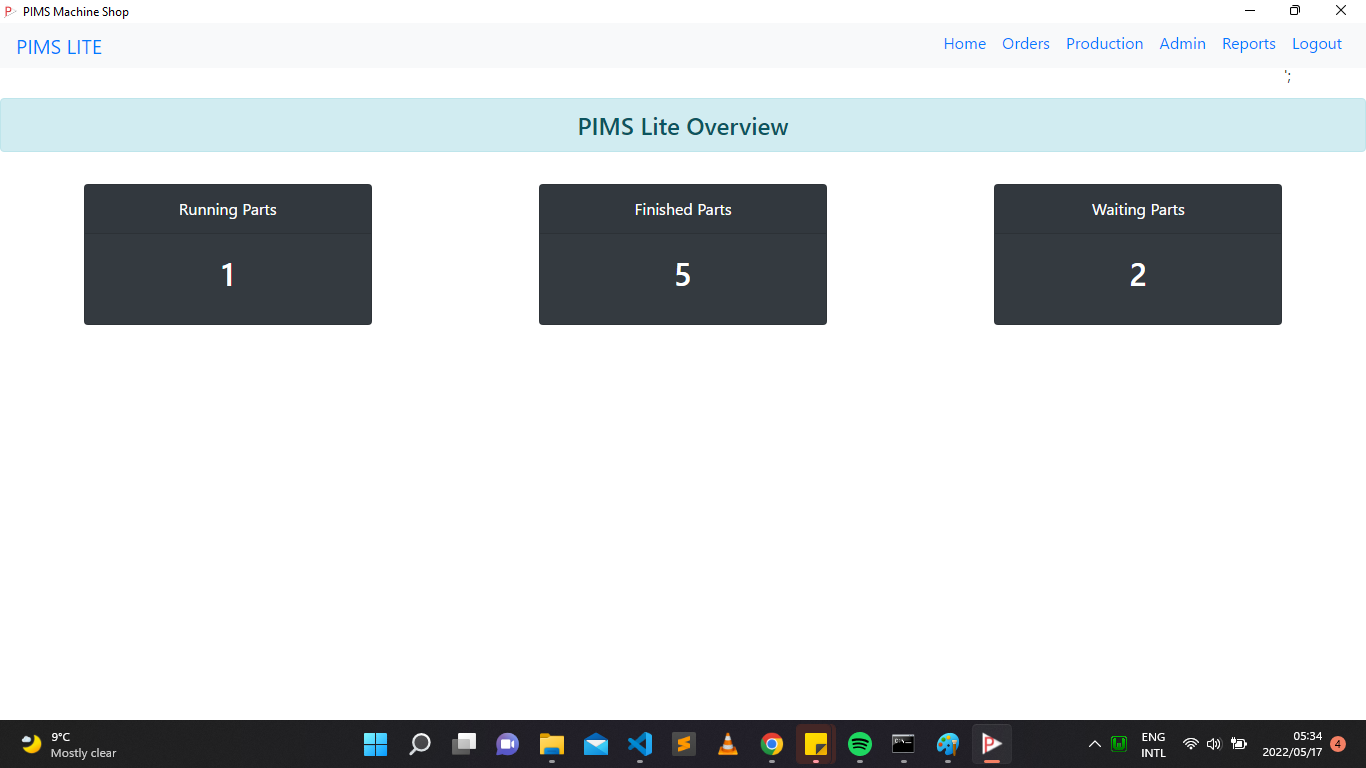 PIMS Machine Shop
PIMS LITE
Home Orders Production Admin Reports Logout
';
PIMS Lite Overview
Running Parts
1
Finished Parts
5
Waiting Parts
2
9°C
Mostly clear
ENG
INTL
05:34
2022/05/17
4